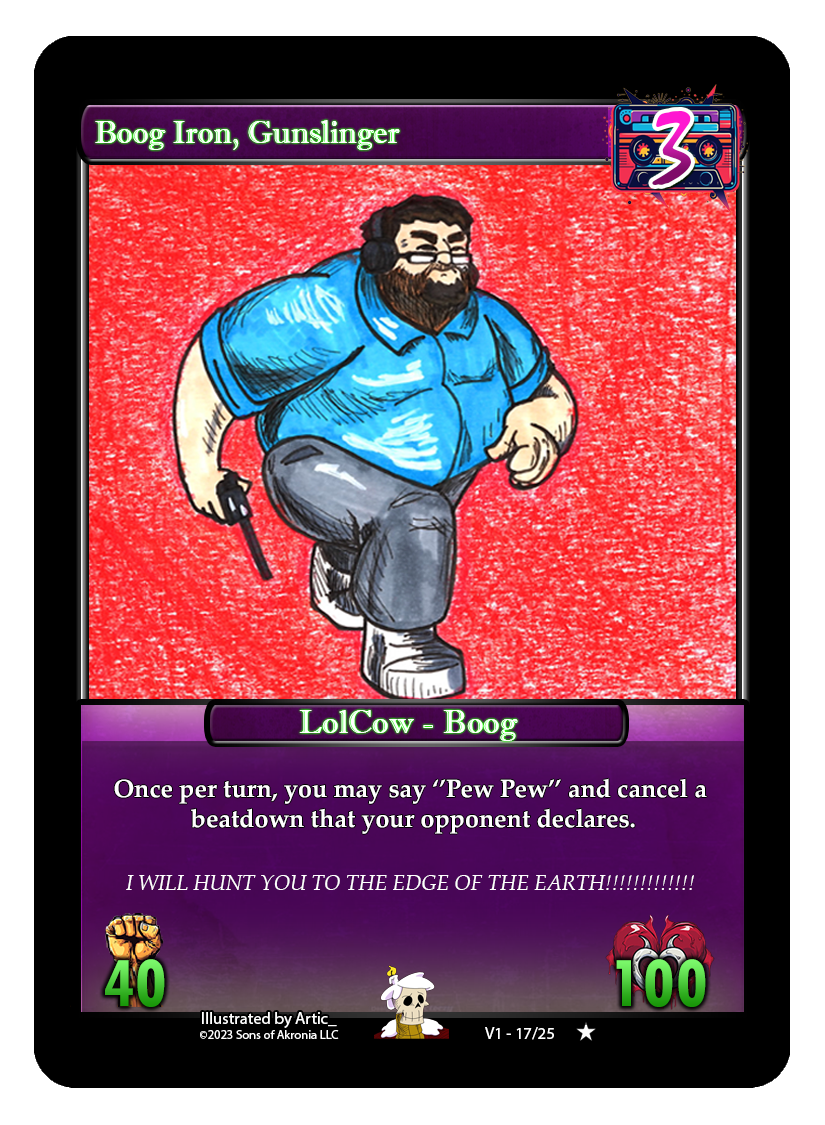 Boog Iron, Gunslinger
3
LolCow - Boog
Once per turn, you may say “Pew Pew” and cancel a
beatdown that your opponent declares.
I WILL HUNT YOU TO THE EDGE OF THE EARTH!!!!!!!!!!!!!
40
100
Illustrated by Artic_
©2023 Sons of Akronia LLC
V1 - 17/25